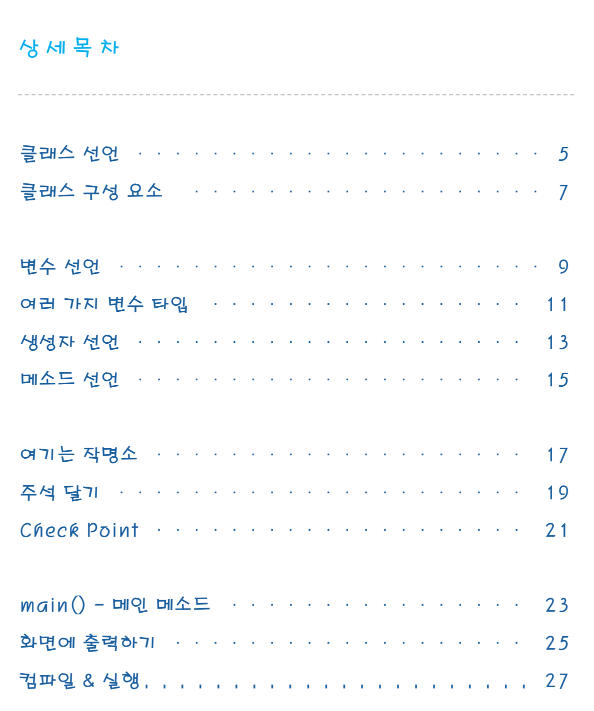 상세목차
클래스 선언 · · · · · · · · · · · · · · · · · · · · · · 5
클래스 구성 요소 · · · · · · · · · · · · · · · · · · · 7
변수 선언 · · · · · · · · · · · · · · · · · · · · · · · 9
여러 가지 변수 타입 · · · · · · · · · · · · · · · · · 11
생성자 선언 · · · · · · · · · · · · · · · · · · · · · 13
메소드 선언 · · · · · · · · · · · · · · · · · · · · · 15
여기는 작명소 · · · · · · · · · · · · · · · · · · · · 17
주석 달기 · · · · · · · · · · · · · · · · · · · · · · 19
Check Point · · · · · · · · · · · · · · · · · · · · 21
main() - 메인 메소드 · · · · · · · · · · · · · · · · 23
화면에 출력하기 · · · · · · · · · · · · · · · · · · · 25
컴파일 & 실행. . . . . . . . . . . . . . . . . . . . . . 27